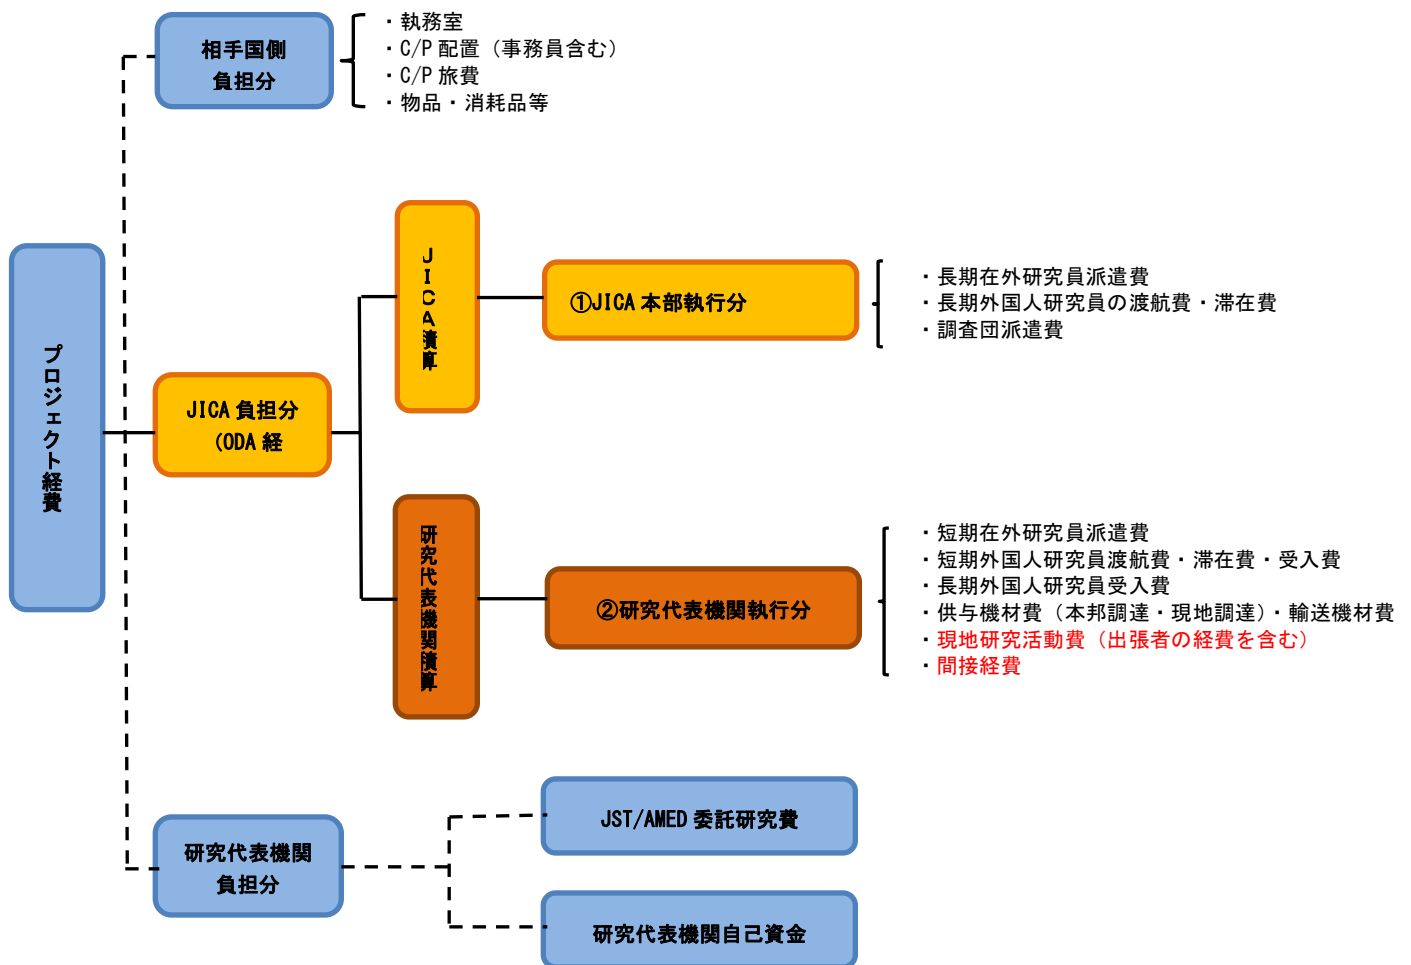 相手国側
負担分
・執務室
・C/P 配置（事務員含む）
・C/P 旅費
・物品・消耗品等
プロジェクト経費
JICA 負担分
（ODA 経
JICA積算
①JICA 本部執行分
・長期在外研究員派遣費
・長期外国人研究員の渡航費・滞在費
・調査団派遣費
研究代表機関積算
②研究代表機関執行分
・短期在外研究員派遣費
・短期外国人研究員渡航費・滞在費・受入費
・長期外国人研究員受入費
・供与機材費（本邦調達・現地調達）・輸送機材費
・現地研究活動費（出張者の経費を含む）
・間接経費
研究代表機関
負担分
JST/AMED 委託研究費
研究代表機関自己資金